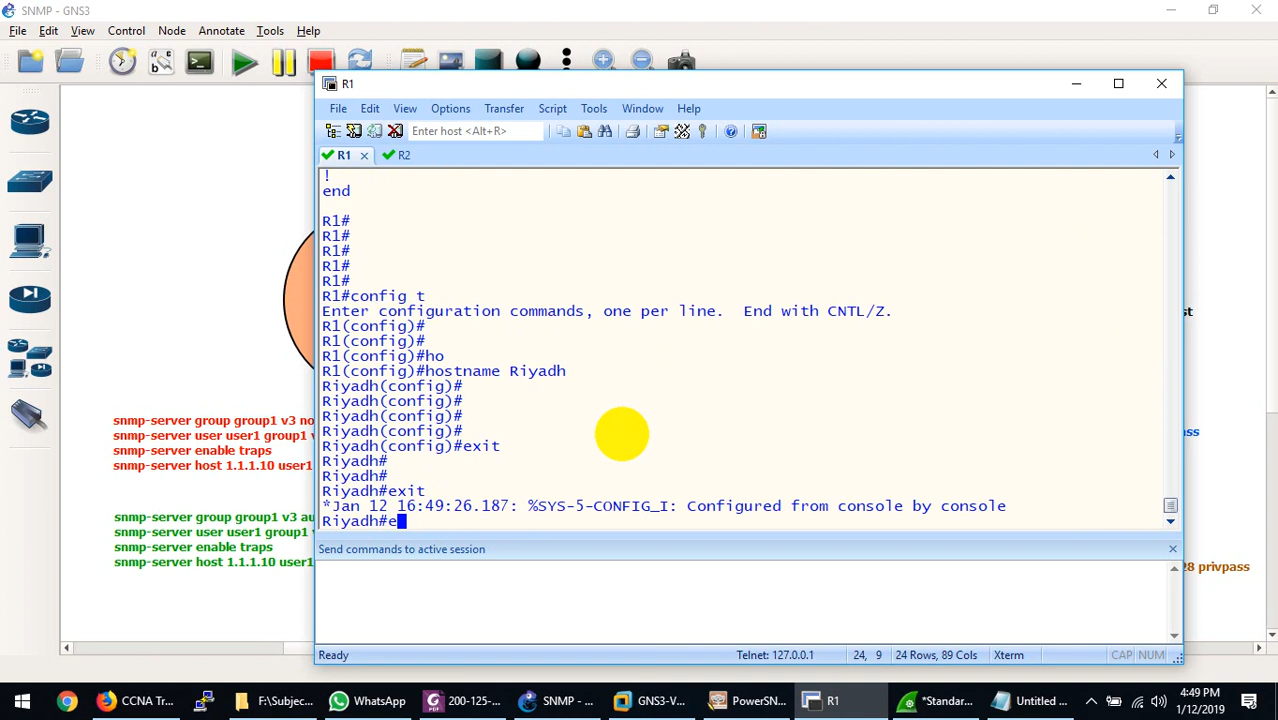 SNMP - GNS3
File Edit View Control Node Annotate Tools Help
R1
File Edit View Options Transfer Script Tools Window Help
Enter host <Alt+R>
R1 R2
!
end
R1#
R1#
R1#
R1#
R1#
R1#config t
Enter configuration commands, one per line.  End with CNTL/Z.
R1(config)#
R1(config)#
R1(config)#ho
R1(config)#hostname Riyadh
Riyadh(config)#
Riyadh(config)#
Riyadh(config)#
Riyadh(config)#
Riyadh(config)#exit
Riyadh#
Riyadh#
Riyadh#exit
*Jan 12 16:49:26.187: %SYS-5-CONFIG_I: Configured from console by console
Riyadh#e
Send commands to active session
Ready Telnet: 127.0.0.1 24, 9 24 Rows, 89 Cols Xterm CAP NUM
snmp-server group group1 v3 no
snmp-server user user1 group1 v
snmp-server enable traps
snmp-server host 1.1.1.10 user1
snmp-server group group1 v3 au
snmp-server user user1 group1 v
snmp-server enable traps
snmp-server host 1.1.1.10 user1
st
pass
28 privpass
CCNA Tr... F:\Subjec... WhatsApp 200-125-... SNMP - ... GNS3-V... PowerSN... R1 *Standar... Untitled ...
4:49 PM
1/12/2019